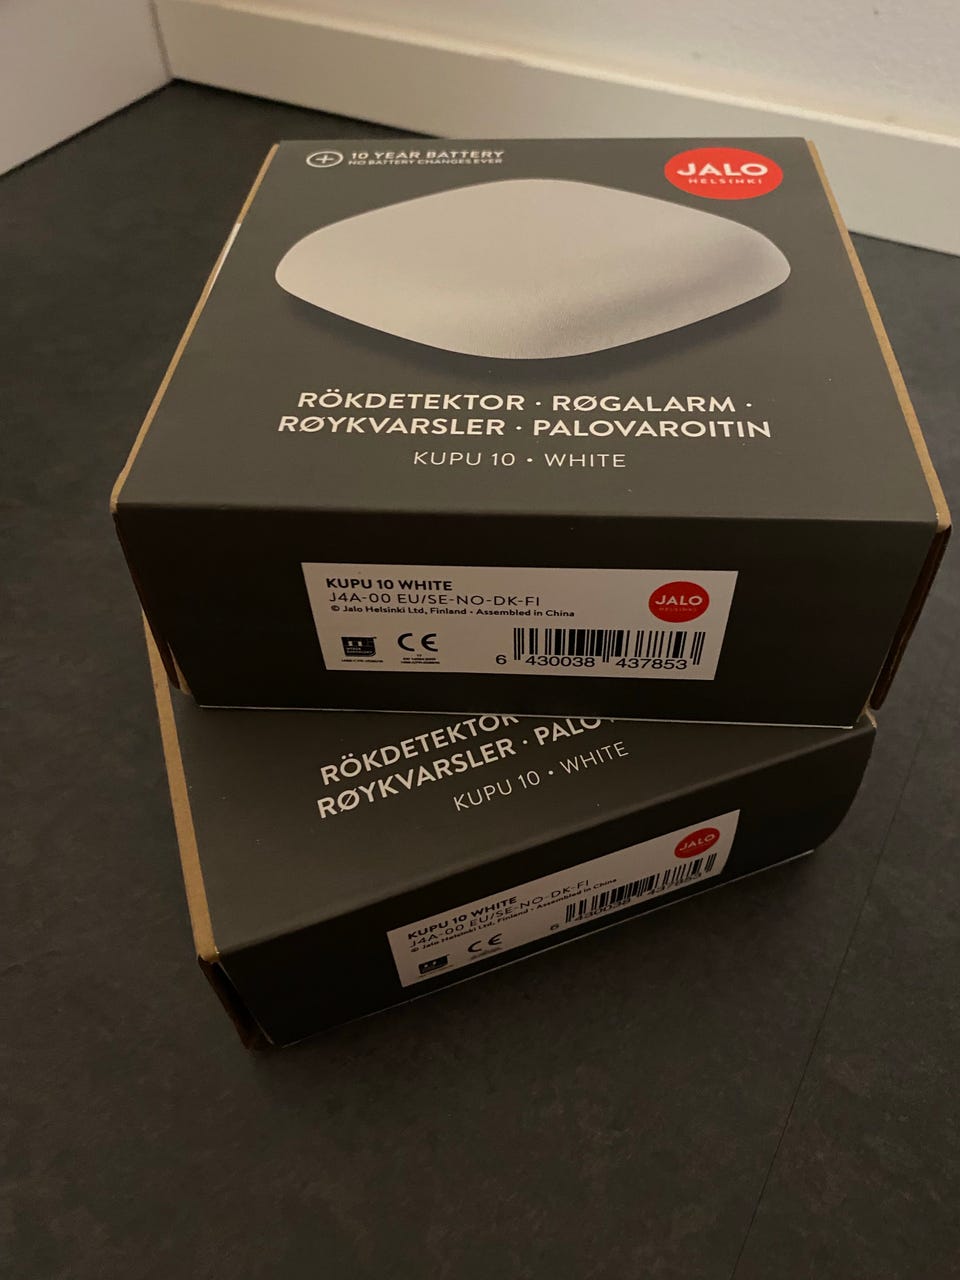 10 YEAR BATTERY
NO BATTERY CHANGES EVER
JALO
HELSINKI
RÖKDETEKTOR · RØGALARM ·
RØYKVARSLER · PALOVAROITIN
KUPU 10 • WHITE
KUPU 10 WHITE
J4A-00 EU/SE-NO-DK-FI
© Jalo Helsinki Ltd, Finland - Assembled in China
JALO
HELSINKI
CE
6 430038 437853
RÖKDETEKTOR
RØYKVARSLER · PALO
KUPU 10 • WHITE
KUPU 10 WHITE
J4A-00 EU/SE-NO-DK-FI
© Jalo Helsinki Ltd, Finland - Assembled in China
JALO
CE
6 430038 437853